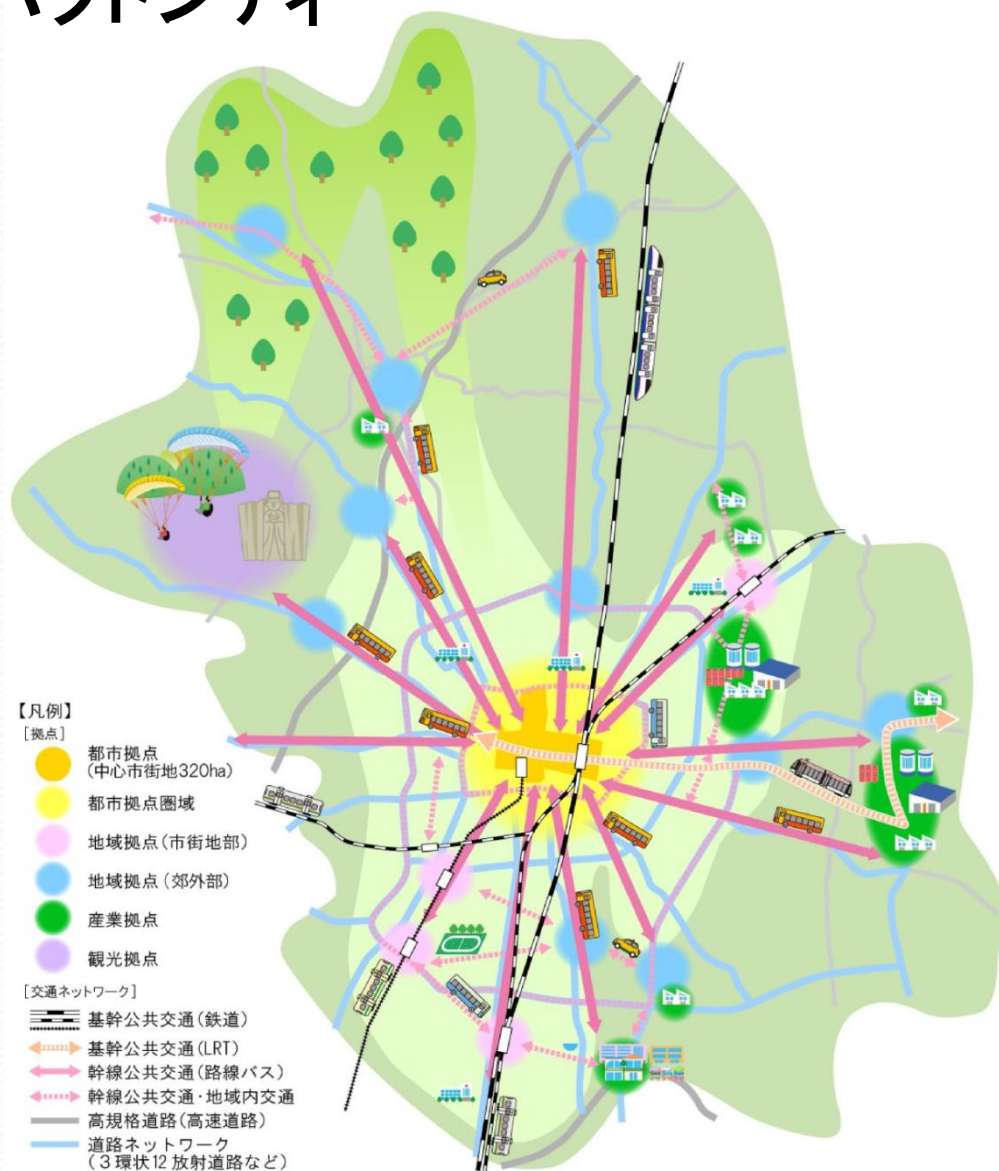 【凡例】
[拠点]
都市拠点
(中心市街地320ha)
都市拠点圏域
地域拠点(市街地部)
地域拠点(郊外部)
産業拠点
観光拠点
[交通ネットワーク]
基幹公共交通(鉄道)
基幹公共交通(LRT)
幹線公共交通(路線バス)
幹線公共交通・地域内交通
高規格道路(高速道路)
道路ネットワーク
(3環状12放射道路など)